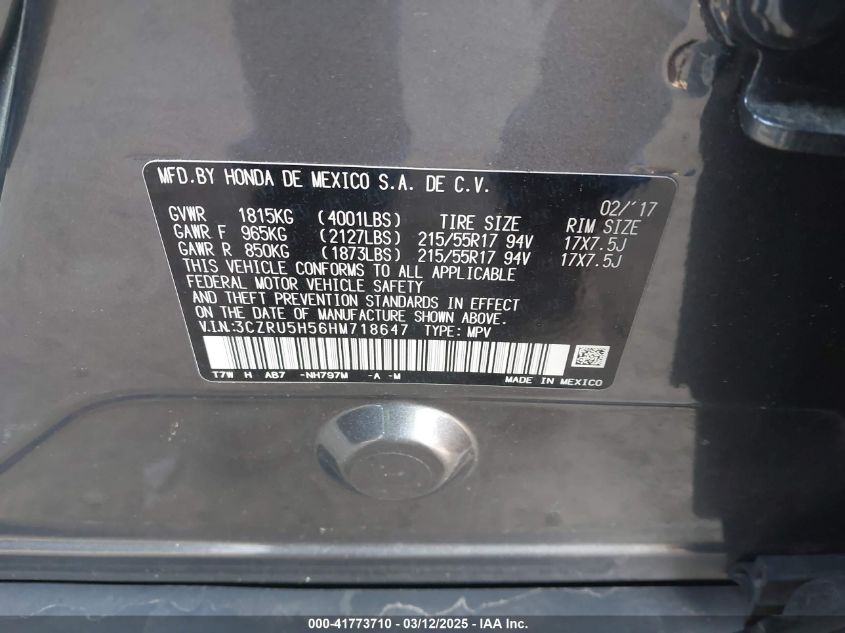 MFD.BY HONDA DE MEXICO S.A. DE C.V.
02/'17
GVWR 1815KG (4001LBS) TIRE SIZE RIM SIZE
GAWR F 965KG (2127LBS) 215/55R17 94V 17X7.5J
GAWR R 850KG (1873LBS) 215/55R17 94V 17X7.5J
THIS VEHICLE CONFORMS TO ALL APPLICABLE
FEDERAL MOTOR VEHICLE SAFETY
AND THEFT PREVENTION STANDARDS IN EFFECT
ON THE DATE OF MANUFACTURE SHOWN ABOVE.
V.I.N:3CZRU5H56HM718647 TYPE: MPV
T7W H AB7 -NH797M -A -M MADE IN MEXICO
000-41773710 - 03/12/2025 - IAA Inc.